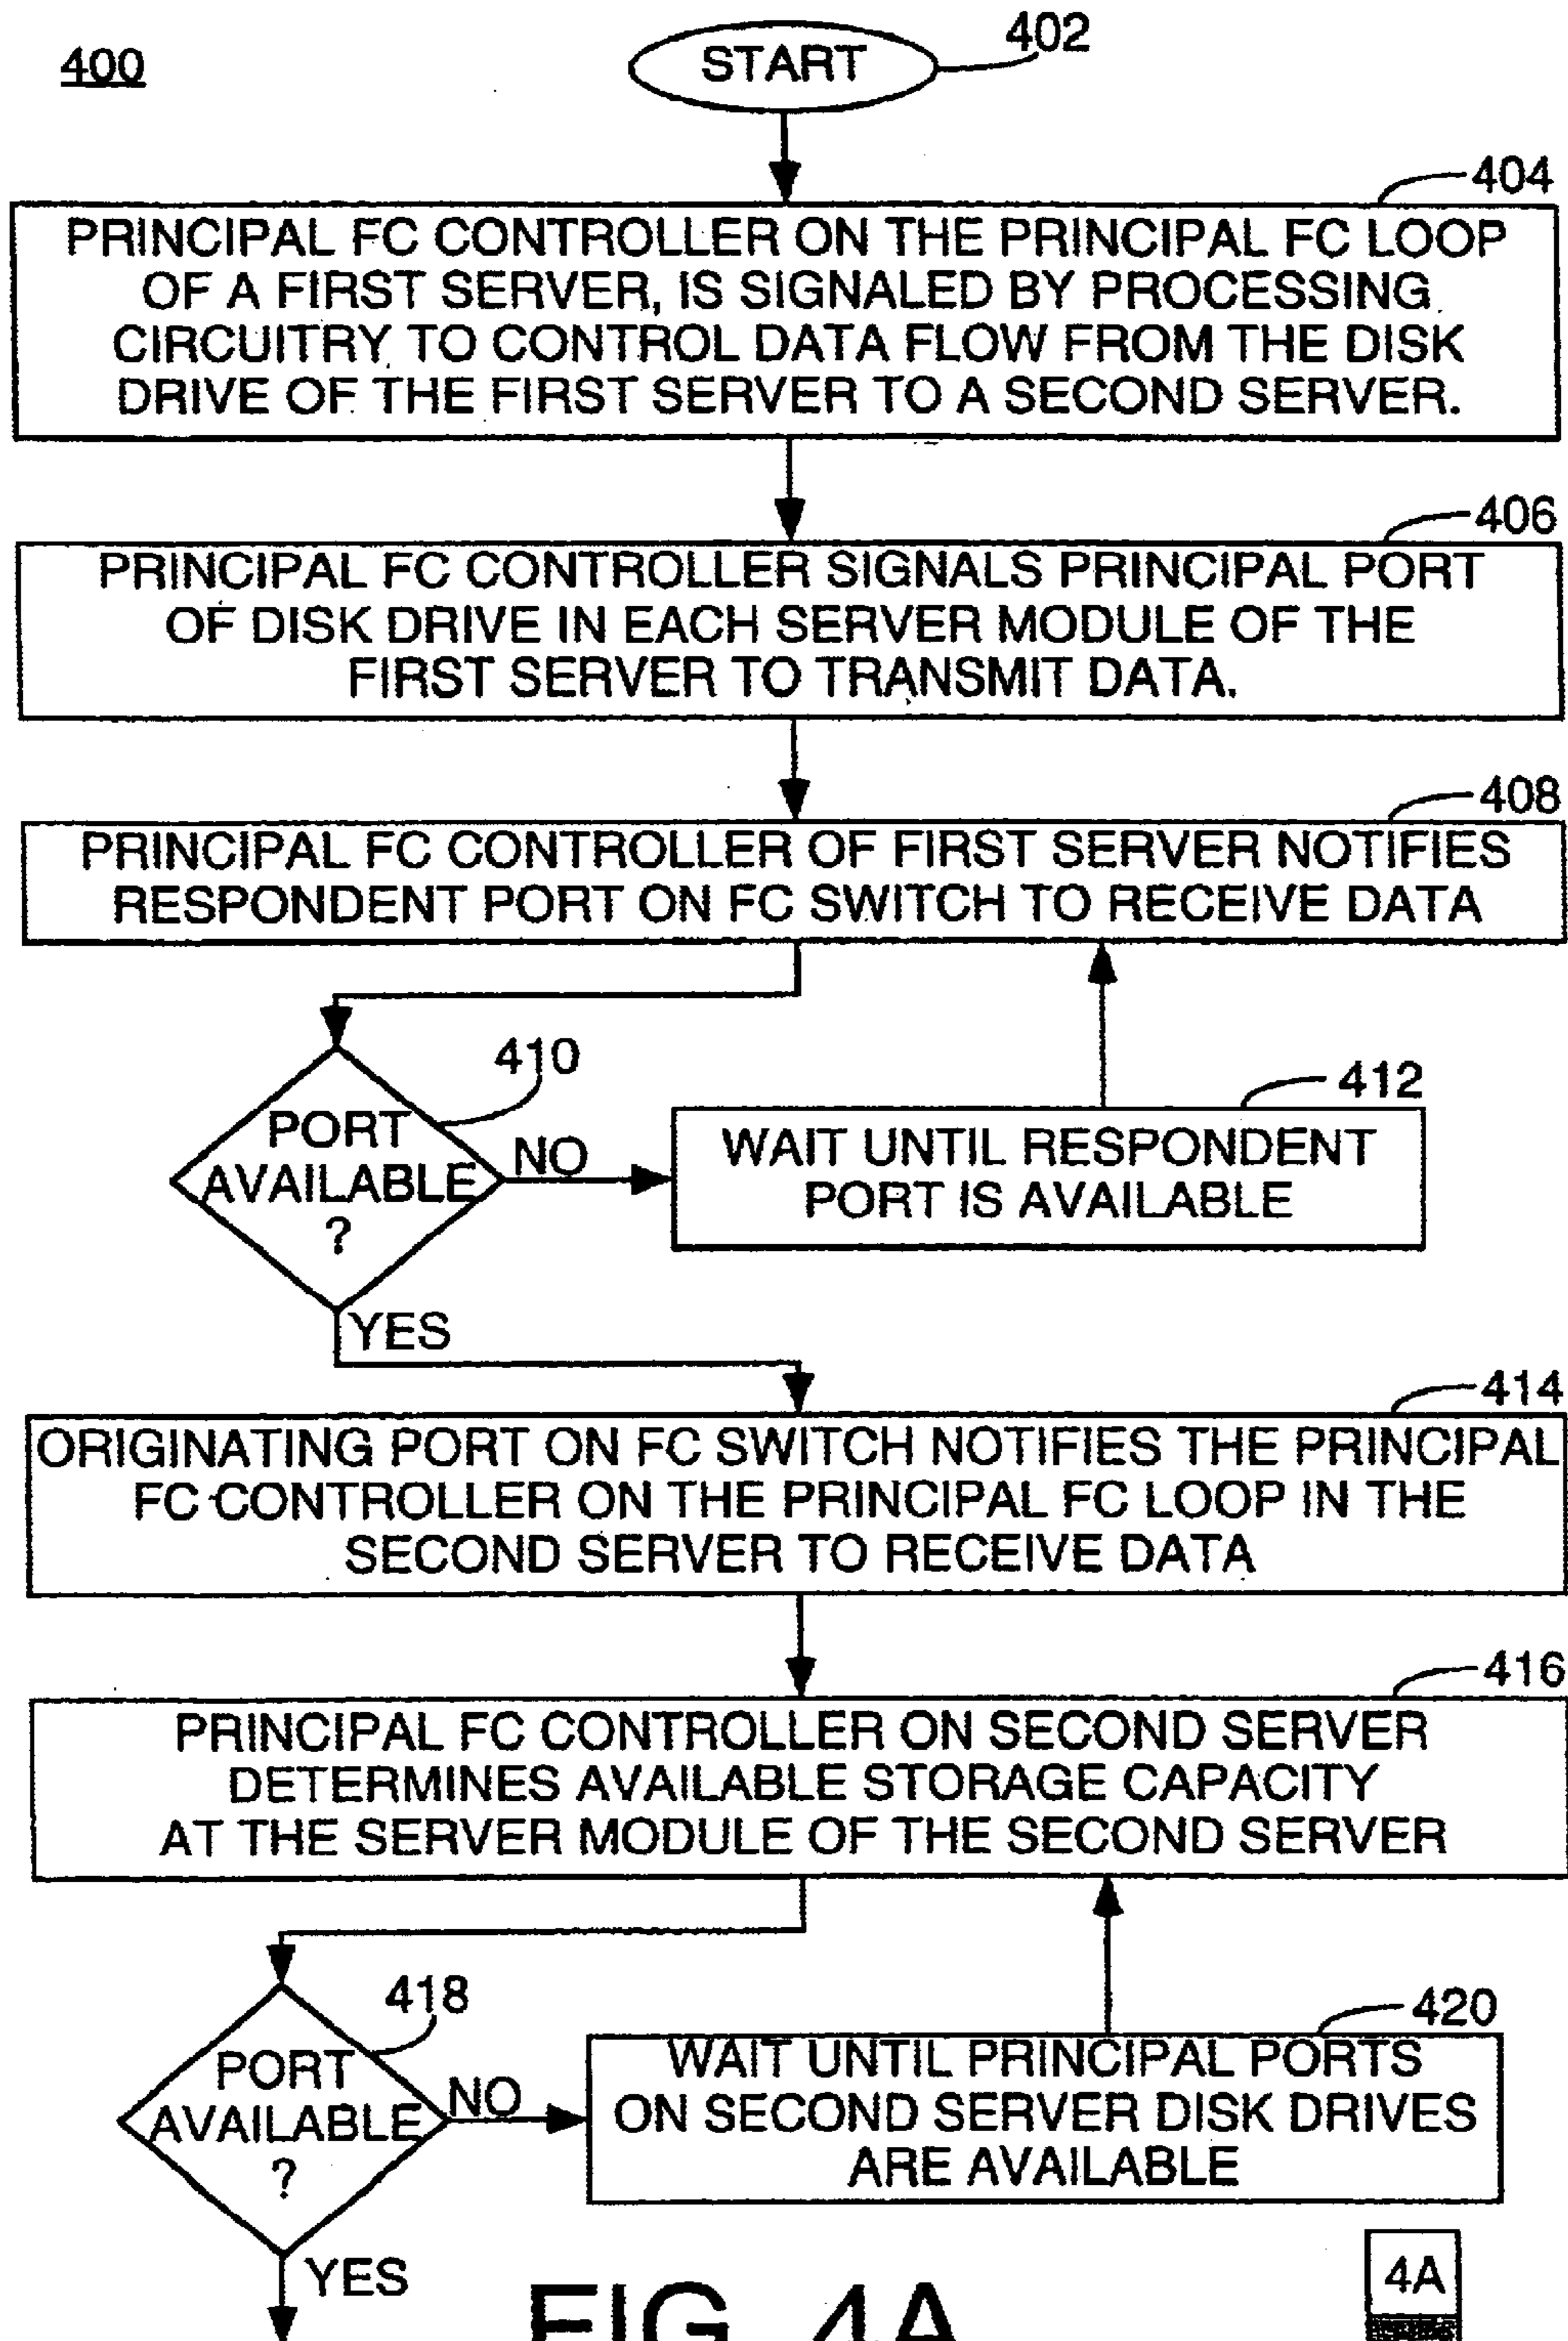 400
START
402
404
PRINCIPAL FC CONTROLLER ON THE PRINCIPAL FC LOOP
OF A FIRST SERVER, IS SIGNALED BY PROCESSING
CIRCUITRY TO CONTROL DATA FLOW FROM THE DISK
DRIVE OF THE FIRST SERVER TO A SECOND SERVER.
406
PRINCIPAL FC CONTROLLER SIGNALS PRINCIPAL PORT
OF DISK DRIVE IN EACH SERVER MODULE OF THE
FIRST SERVER TO TRANSMIT DATA.
408
PRINCIPAL FC CONTROLLER OF FIRST SERVER NOTIFIES
RESPONDENT PORT ON FC SWITCH TO RECEIVE DATA
410
PORT
AVAILABLE
?
NO
412
WAIT UNTIL RESPONDENT
PORT IS AVAILABLE
YES
414
ORIGINATING PORT ON FC SWITCH NOTIFIES THE PRINCIPAL
FC CONTROLLER ON THE PRINCIPAL FC LOOP IN THE
SECOND SERVER TO RECEIVE DATA
416
PRINCIPAL FC CONTROLLER ON SECOND SERVER
DETERMINES AVAILABLE STORAGE CAPACITY
AT THE SERVER MODULE OF THE SECOND SERVER
418
PORT
AVAILABLE
?
NO
420
WAIT UNTIL PRINCIPAL PORTS
ON SECOND SERVER DISK DRIVES
ARE AVAILABLE
YES
FIG. 4A
4A